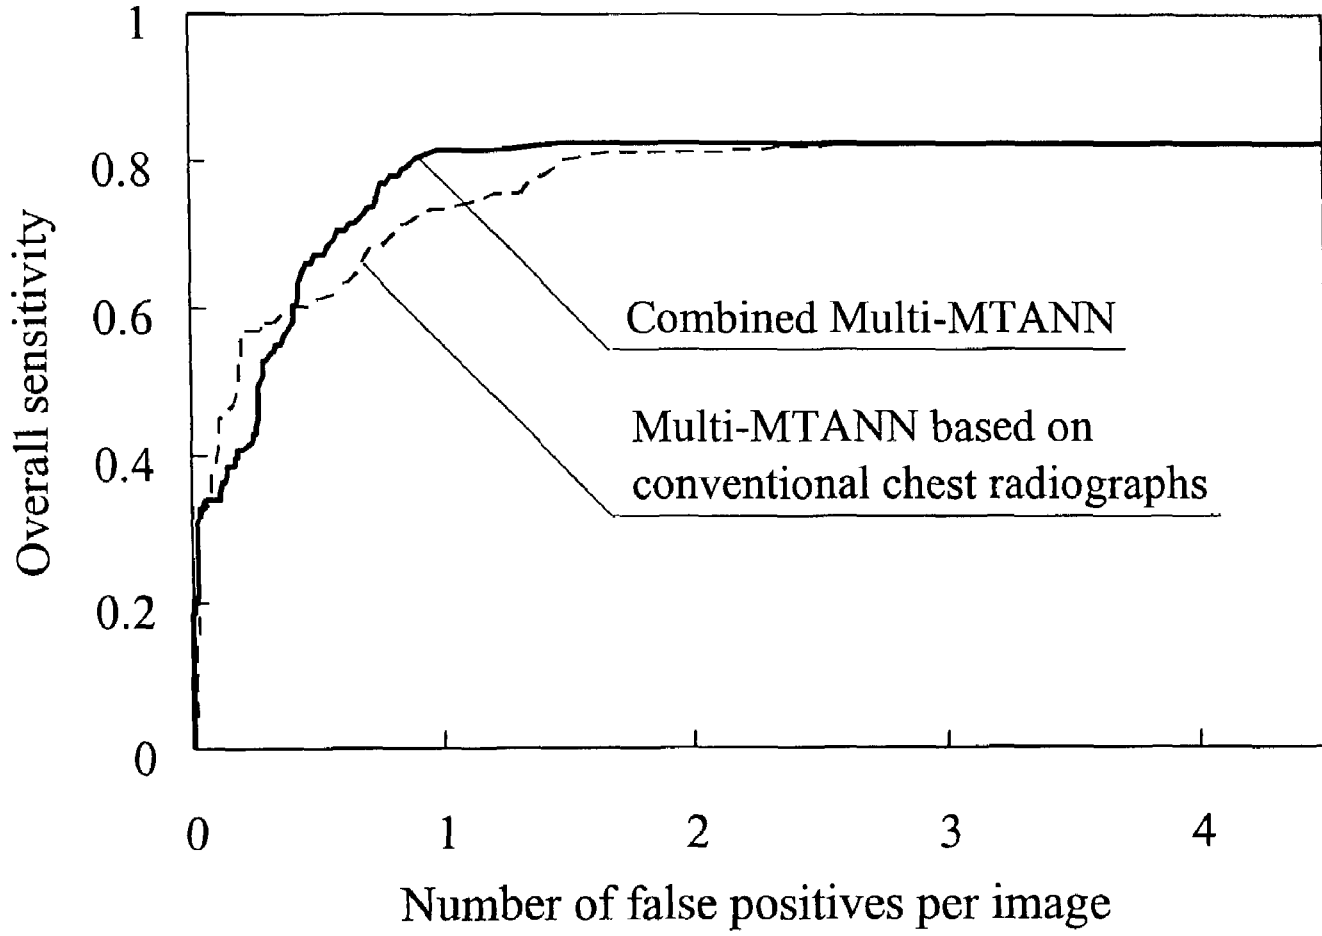 1
0.8
0.6
0.4
0.2
0
Overall sensitivity
Combined Multi-MTANN
Multi-MTANN based on
conventional chest radiographs
0 1 2 3 4
Number of false positives per image